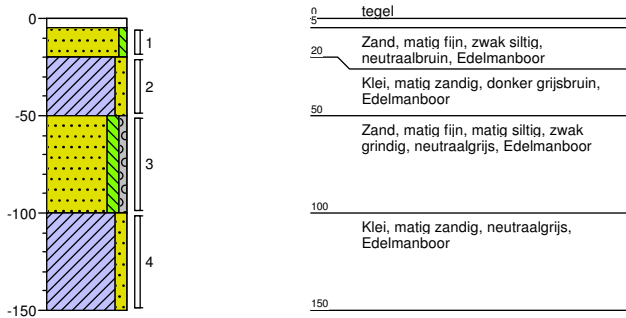 0
-50
-100
-150
1
2
3
4
0
tegel
5
Zand, matig fijn, zwak siltig,
neutraalbruin, Edelmanboor
20
Klei, matig zandig, donker grijsbruin,
Edelmanboor
50
Zand, matig fijn, matig siltig, zwak
grindig, neutraalgrijs, Edelmanboor
100
Klei, matig zandig, neutraalgrijs,
Edelmanboor
150